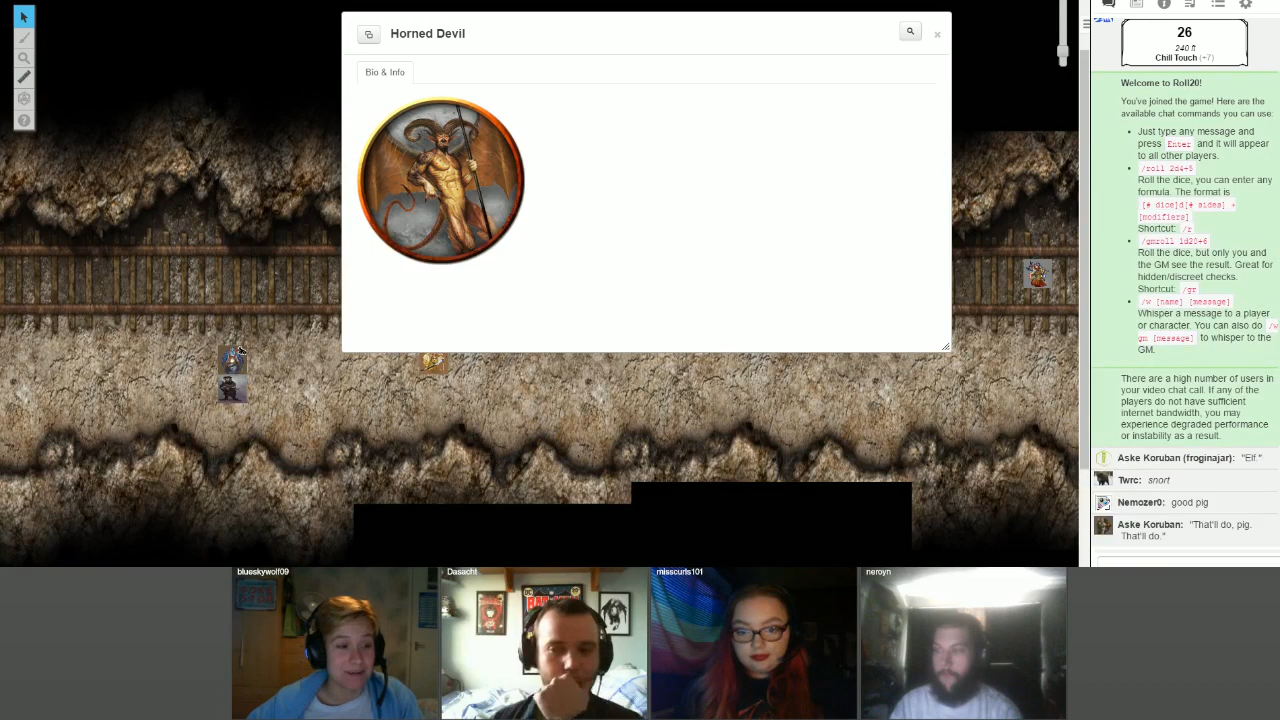 Horned Devil
Bio & Info
26
240 ft
Chill Touch (+7)
Welcome to Roll20!
You've joined the game! Here are the
available chat commands you can use:
Just type any message and
press Enter and it will appear
to all other players.
/roll 2d4+5
Roll the dice, you can enter any
formula. The format is
[# dice]d[# sides] +
[modifiers]
Shortcut: /r
/gmroll 1d20+6
Roll the dice, but only you and
the GM see the result. Great for
hidden/discreet checks.
Shortcut: /gr
/w [name] [message]
Whisper a message to a player
or character. You can also do /w
gm [message] to whisper to the
GM.
There are a high number of users in
your video chat call. If any of the
players do not have sufficient
internet bandwidth, you may
experience degraded performance
or instability as a result.
Aske Koruban (froginajar): "Elf."
Twrc: snort
Nemozer0: good pig
Aske Koruban: "That'll do, pig.
That'll do."
blueskywolf09
Dasacht
misscurls101
neroyn